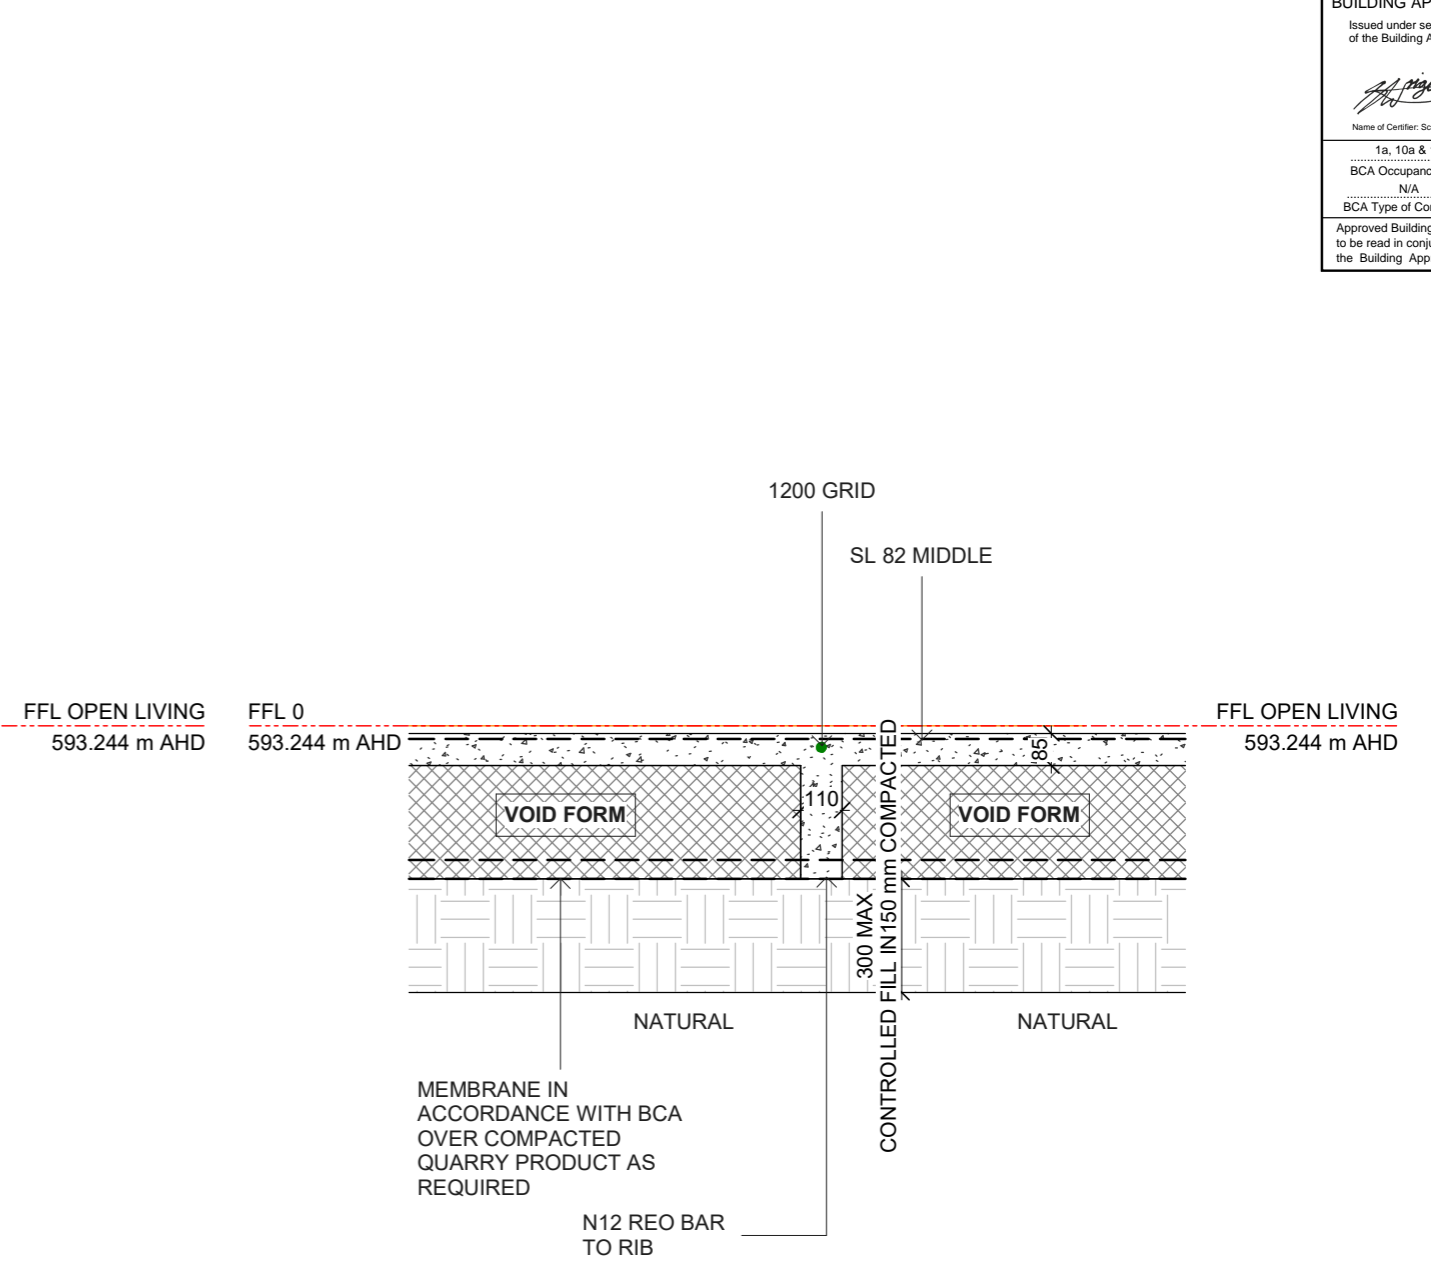 BUILDING AP
Issued under se
of the Building A
Name of Certifier: Sc
1a, 10a &
BCA Occupanc
N/A
BCA Type of Co
Approved Building
to be read in conju
the Building App
1200 GRID
SL 82 MIDDLE
FFL OPEN LIVING
593.244 m AHD
FFL 0
593.244 m AHD
FFL OPEN LIVING
593.244 m AHD
85
110
VOID FORM
VOID FORM
300 MAX
CONTROLLED FILL IN150 mm COMPACTED
NATURAL
NATURAL
MEMBRANE IN
ACCORDANCE WITH BCA
OVER COMPACTED
QUARRY PRODUCT AS
REQUIRED
N12 REO BAR
TO RIB